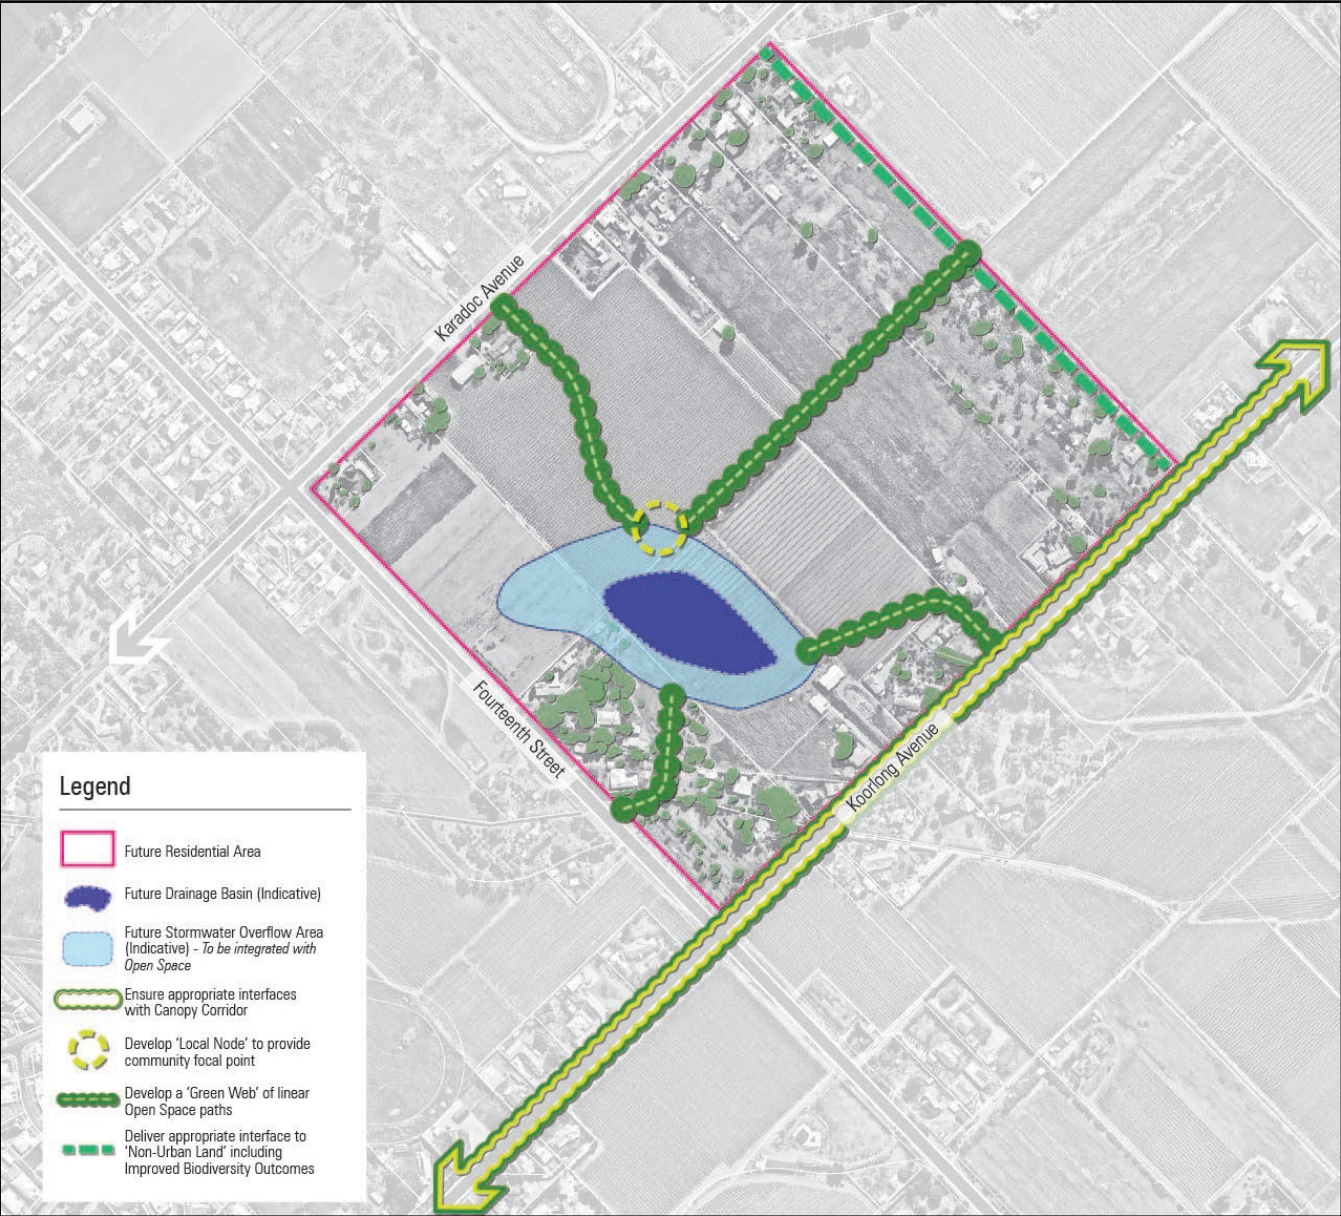 Karadoc Avenue
Fourteenth Street
Koorlong Avenue
Legend
Future Residential Area
Future Drainage Basin (Indicative)
Future Stormwater Overflow Area
(Indicative) - To be integrated with
Open Space
Ensure appropriate interfaces
with Canopy Corridor
Develop ‘Local Node’ to provide
community focal point
Develop a ‘Green Web’ of linear
Open Space paths
Deliver appropriate interface to
‘Non-Urban Land’ including
Improved Biodiversity Outcomes